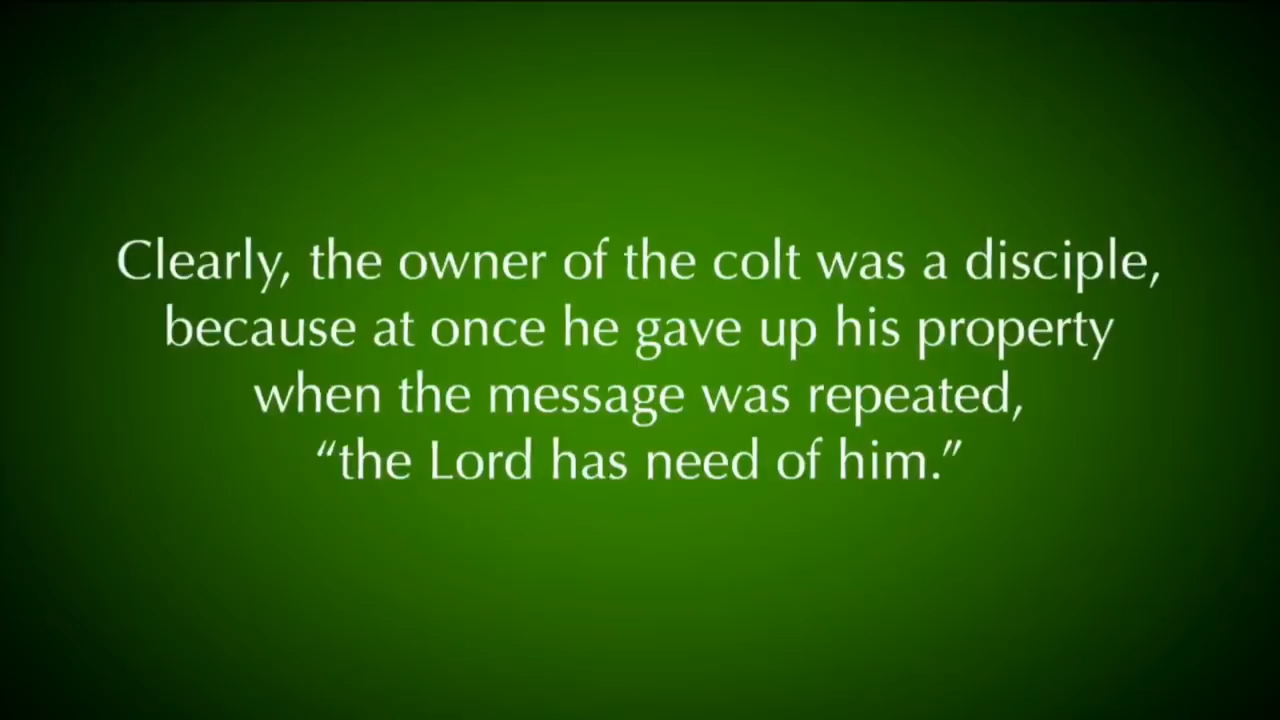 Clearly, the owner of the colt was a disciple,
because at once he gave up his property
when the message was repeated,
“the Lord has need of him.”